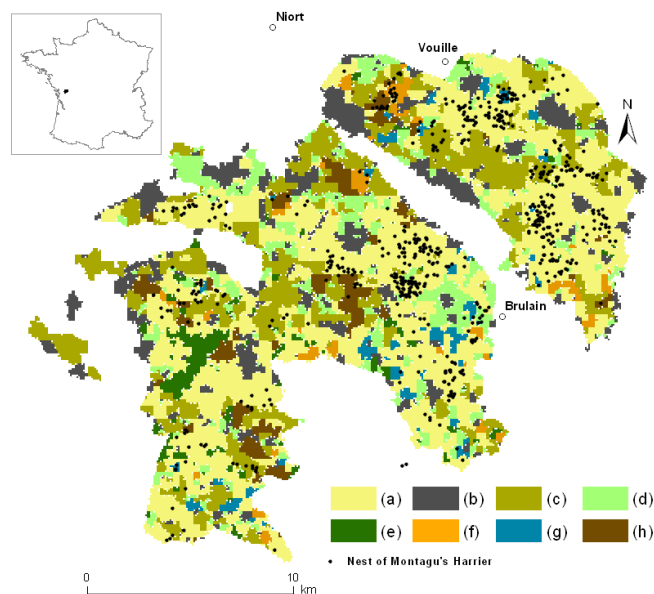 Niort
Vouille
N
Brulain
(a) (b) (c) (d)
(e) (f) (g) (h)
Nest of Montagu's Harrier
0 10
km